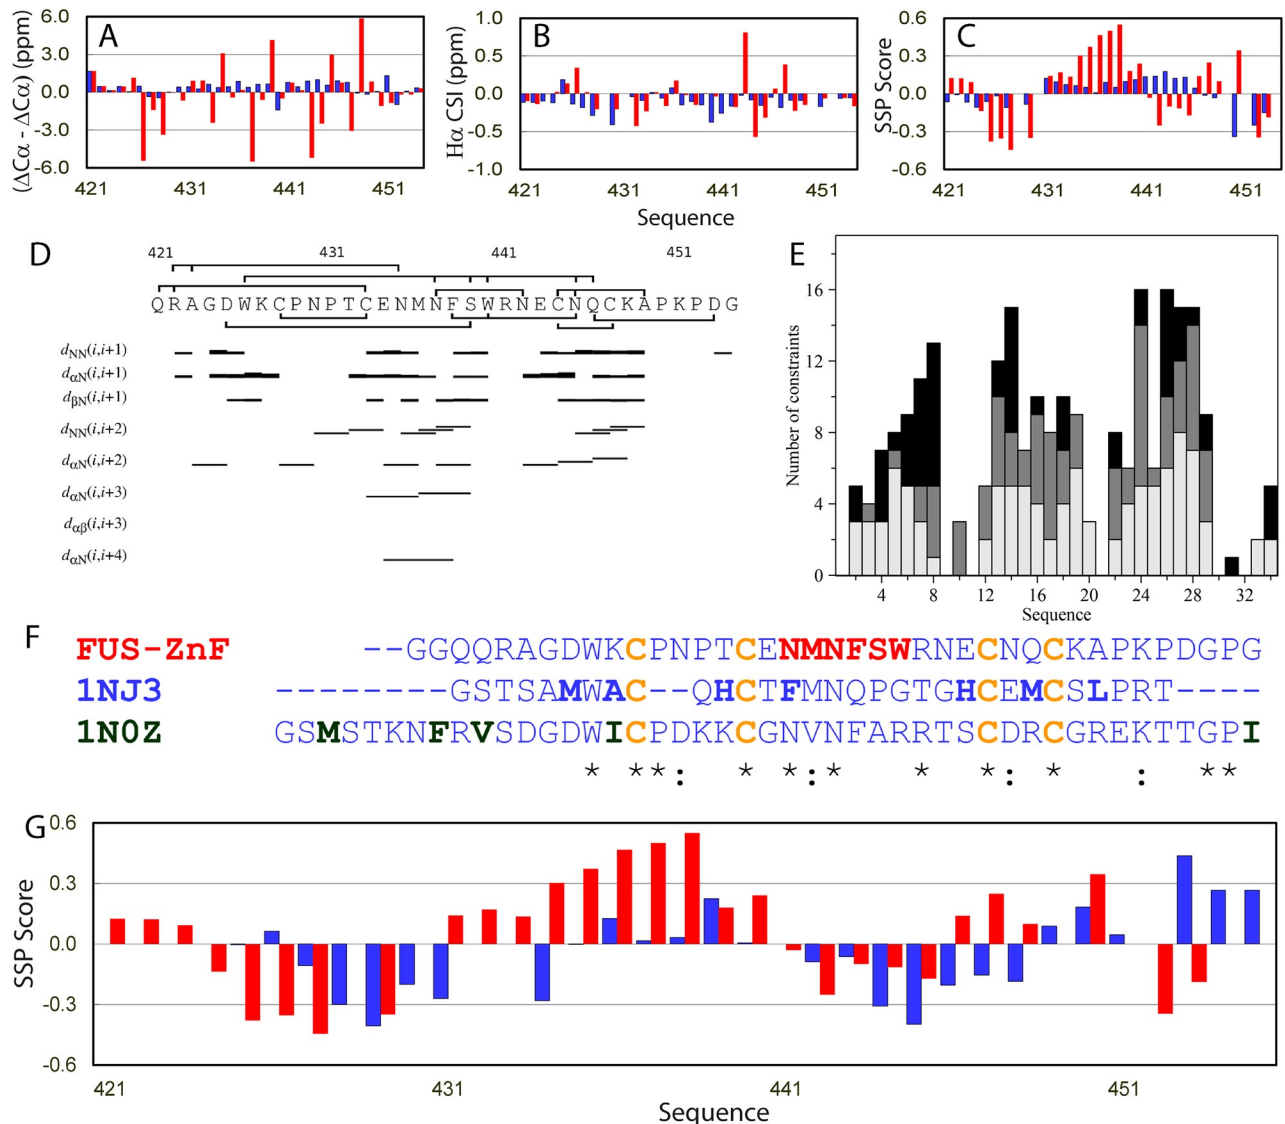 A
(ΔCα - ΔCα) (ppm)
6.0
3.0
0.0
-3.0
-6.0
421 431 441 451
B
Hα CSI (ppm)
1.0
0.5
0.0
-0.5
-1.0
421 431 441 451
Sequence
C
SSP Score
0.6
0.3
0.0
-0.3
-0.6
421 431 441 451
D
421 431 441 451
QRAGDWKCPNPTCENMNFSWRNECNQCKAPKPDG
dNN(i,i+1)
dαN(i,i+1)
dβN(i,i+1)
dNN(i,i+2)
dαN(i,i+2)
dαN(i,i+3)
dαβ(i,i+3)
dαN(i,i+4)
E
Number of constraints
16
12
8
4
0
4 8 12 16 20 24 28 32
Sequence
F
FUS-ZnF --GGQQRAGDWKCPNPTCENMNFSWRNECNQCKAPKPDGPG
1NJ3 --------GSTSAMWAC--QHCTFMNQPGTGHCEMCSLPRT----
1N0Z GSMSTKNFRVSDGDWICPDKKCGNVNFARRTSCDRCGREKTTGPI
* * * : * * : * * * : * : * *
G
SSP Score
0.6
0.3
0.0
-0.3
-0.6
421 431 441 451
Sequence